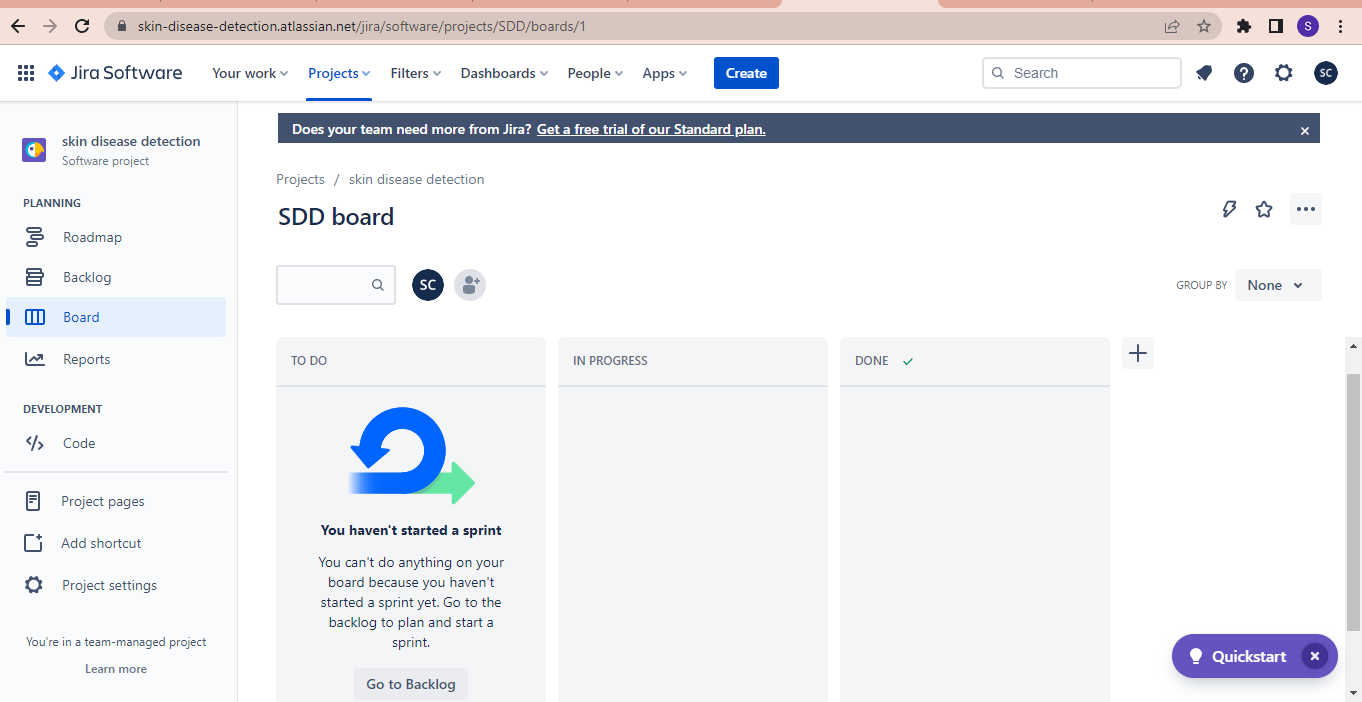 skin-disease-detection.atlassian.net/jira/software/projects/SDD/boards/1
S
Jira Software Your work Projects Filters Dashboards People Apps Create Search SC
skin disease detection
Software project
PLANNING
Roadmap
Backlog
Board
Reports
DEVELOPMENT
Code
Project pages
Add shortcut
Project settings
You're in a team-managed project
Learn more
Does your team need more from Jira? Get a free trial of our Standard plan.
Projects / skin disease detection
SDD board
SC
GROUP BY None
TO DO
IN PROGRESS
DONE
You haven't started a sprint
You can't do anything on your
board because you haven't
started a sprint yet. Go to the
backlog to plan and start a
sprint.
Go to Backlog
Quickstart